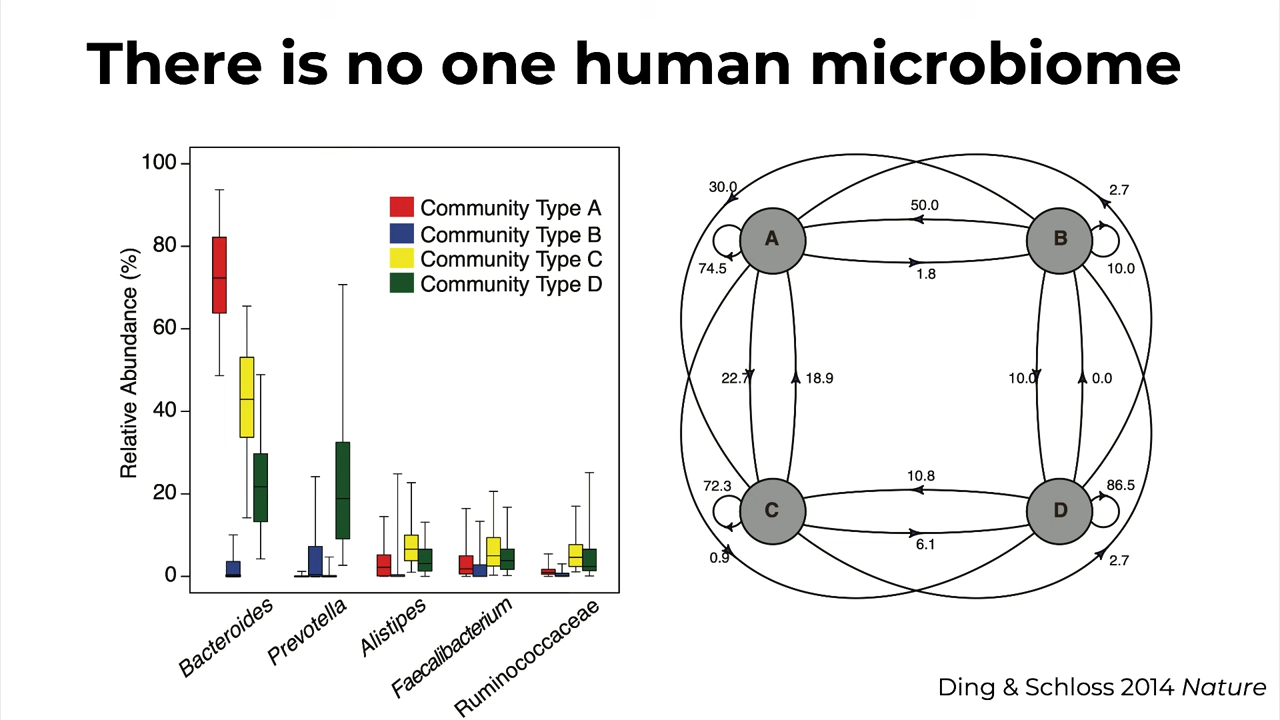 There is no one human microbiome
100
80
60
40
20
0
Relative Abundance (%)
Community Type A
Community Type B
Community Type C
Community Type D
Bacteroides
Prevotella
Alistipes
Faecalibacterium
Ruminococcaceae
30.0
2.7
50.0
A
B
74.5
1.8
10.0
22.7
18.9
10.0
0.0
72.3
10.8
86.5
C
D
0.9
6.1
2.7
Ding & Schloss 2014 Nature